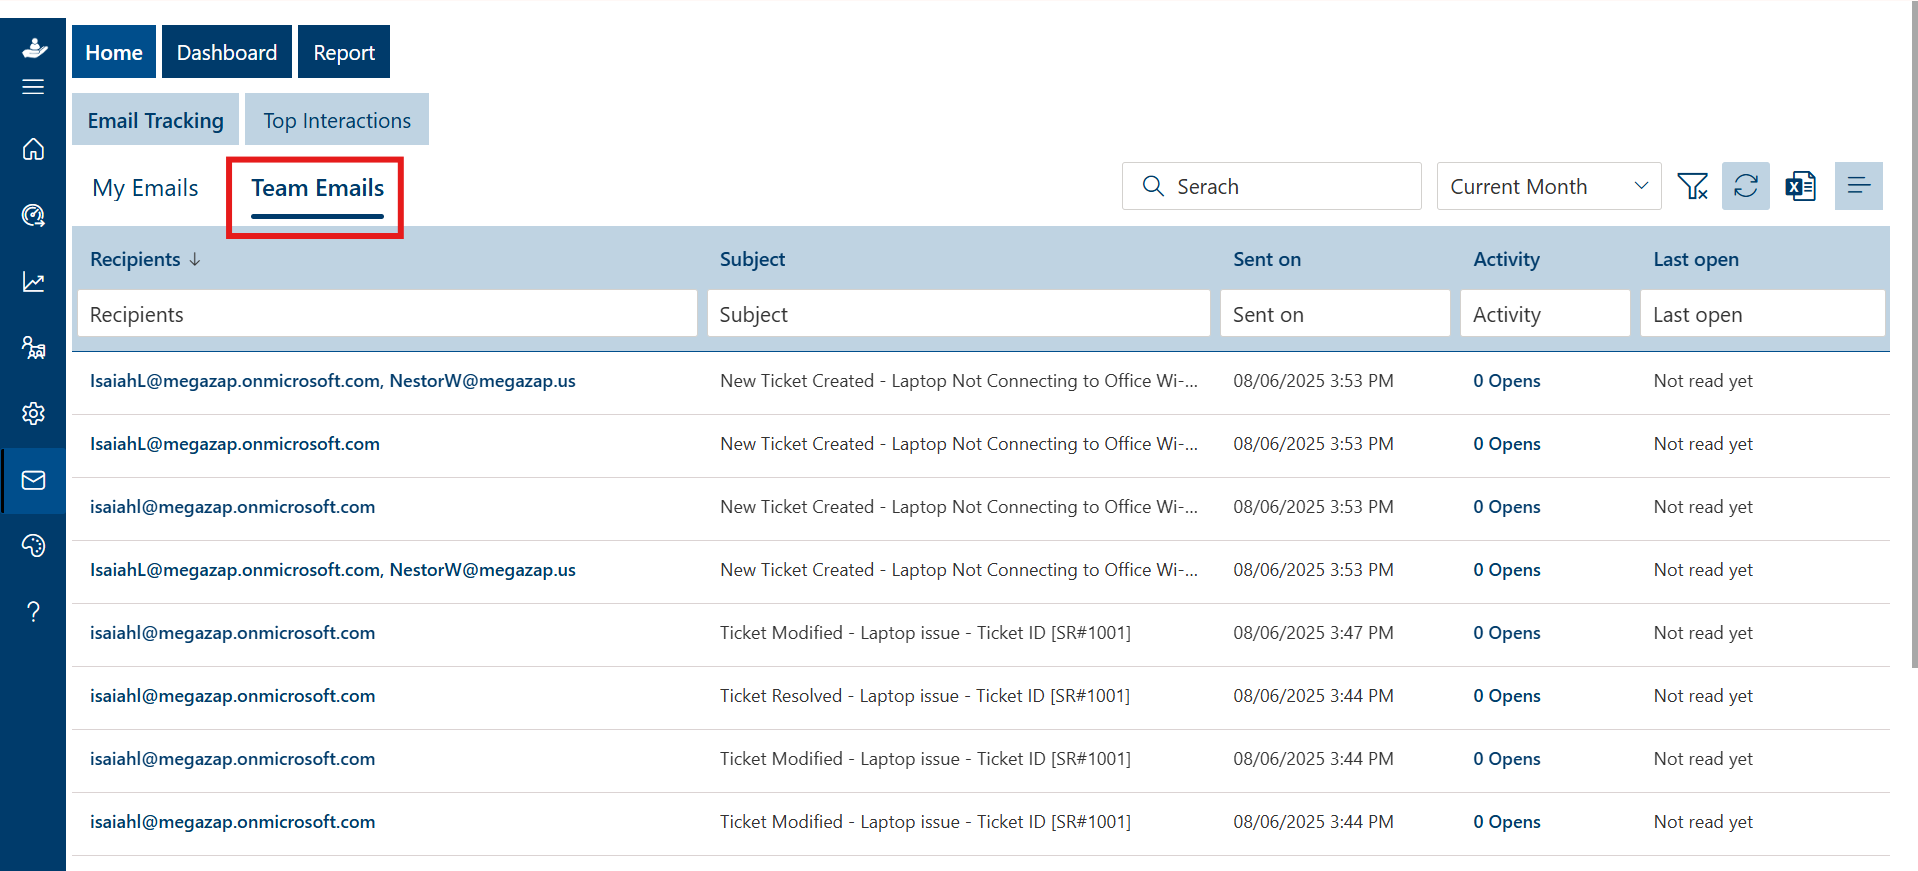 Home Dashboard Report
Email Tracking Top Interactions
My Emails Team Emails Serach Current Month
Recipients ↓ Subject Sent on Activity Last open
Recipients Subject Sent on Activity Last open
IsaiahL@megazap.onmicrosoft.com, NestorW@megazap.us New Ticket Created - Laptop Not Connecting to Office Wi-... 08/06/2025 3:53 PM 0 Opens Not read yet
IsaiahL@megazap.onmicrosoft.com New Ticket Created - Laptop Not Connecting to Office Wi-... 08/06/2025 3:53 PM 0 Opens Not read yet
isaiahl@megazap.onmicrosoft.com New Ticket Created - Laptop Not Connecting to Office Wi-... 08/06/2025 3:53 PM 0 Opens Not read yet
IsaiahL@megazap.onmicrosoft.com, NestorW@megazap.us New Ticket Created - Laptop Not Connecting to Office Wi-... 08/06/2025 3:53 PM 0 Opens Not read yet
isaiahl@megazap.onmicrosoft.com Ticket Modified - Laptop issue - Ticket ID [SR#1001] 08/06/2025 3:47 PM 0 Opens Not read yet
isaiahl@megazap.onmicrosoft.com Ticket Resolved - Laptop issue - Ticket ID [SR#1001] 08/06/2025 3:44 PM 0 Opens Not read yet
isaiahl@megazap.onmicrosoft.com Ticket Modified - Laptop issue - Ticket ID [SR#1001] 08/06/2025 3:44 PM 0 Opens Not read yet
isaiahl@megazap.onmicrosoft.com Ticket Modified - Laptop issue - Ticket ID [SR#1001] 08/06/2025 3:44 PM 0 Opens Not read yet